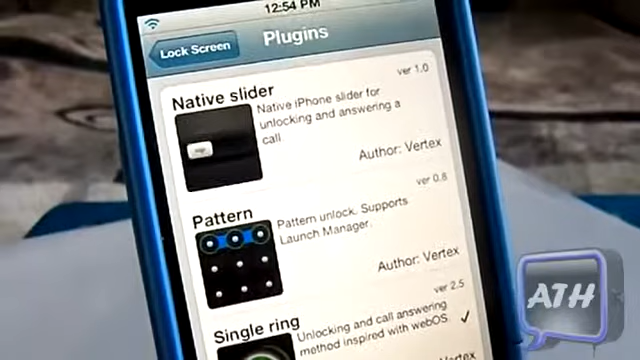 12:54 PM
Lock Screen
Plugins
Native slider
ver 1.0
Native iPhone slider for
unlocking and answering a
call
Author: Vertex
Pattern
ver 0.8
Pattern unlock. Supports
Launch Manager.
Author: Vertex
Single ring
ver 2.5
Unlocking and call answering
method inspired with webOS.
Vertex
ATH